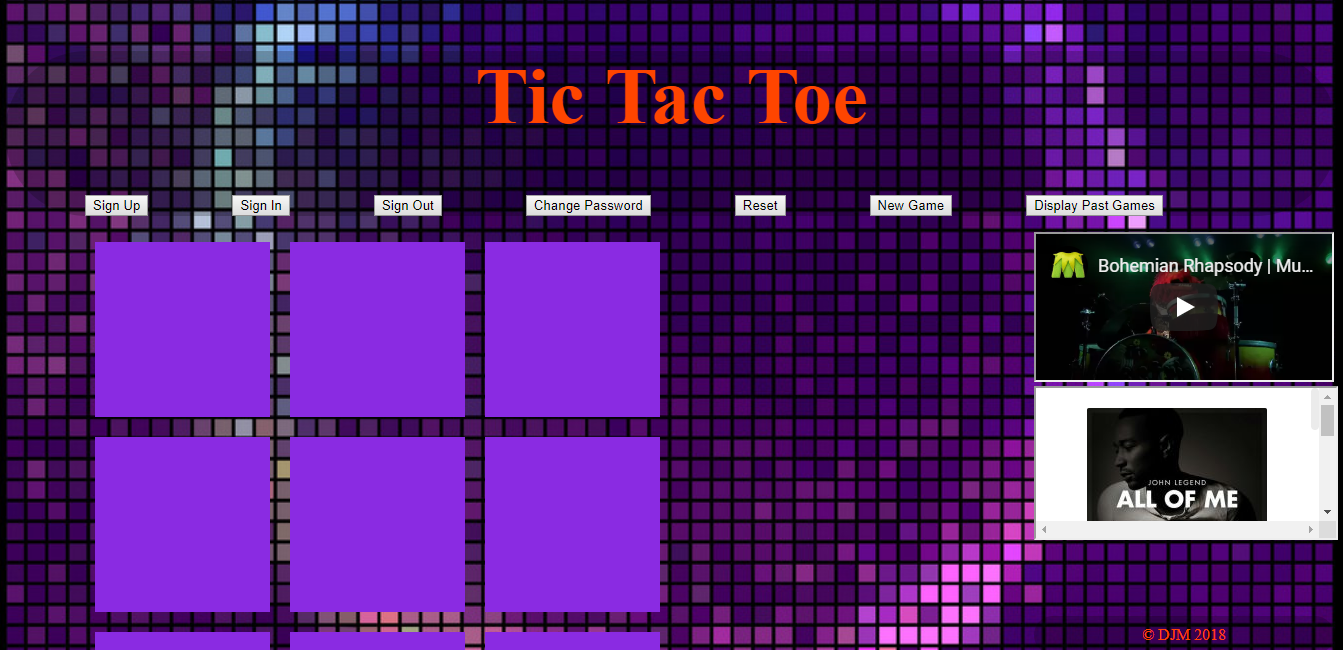 Tic Tac Toe
Sign Up
Sign In
Sign Out
Change Password
Reset
New Game
Display Past Games
Bohemian Rhapsody | Mu...
JOHN LEGEND
ALL OF ME
© DJM 2018